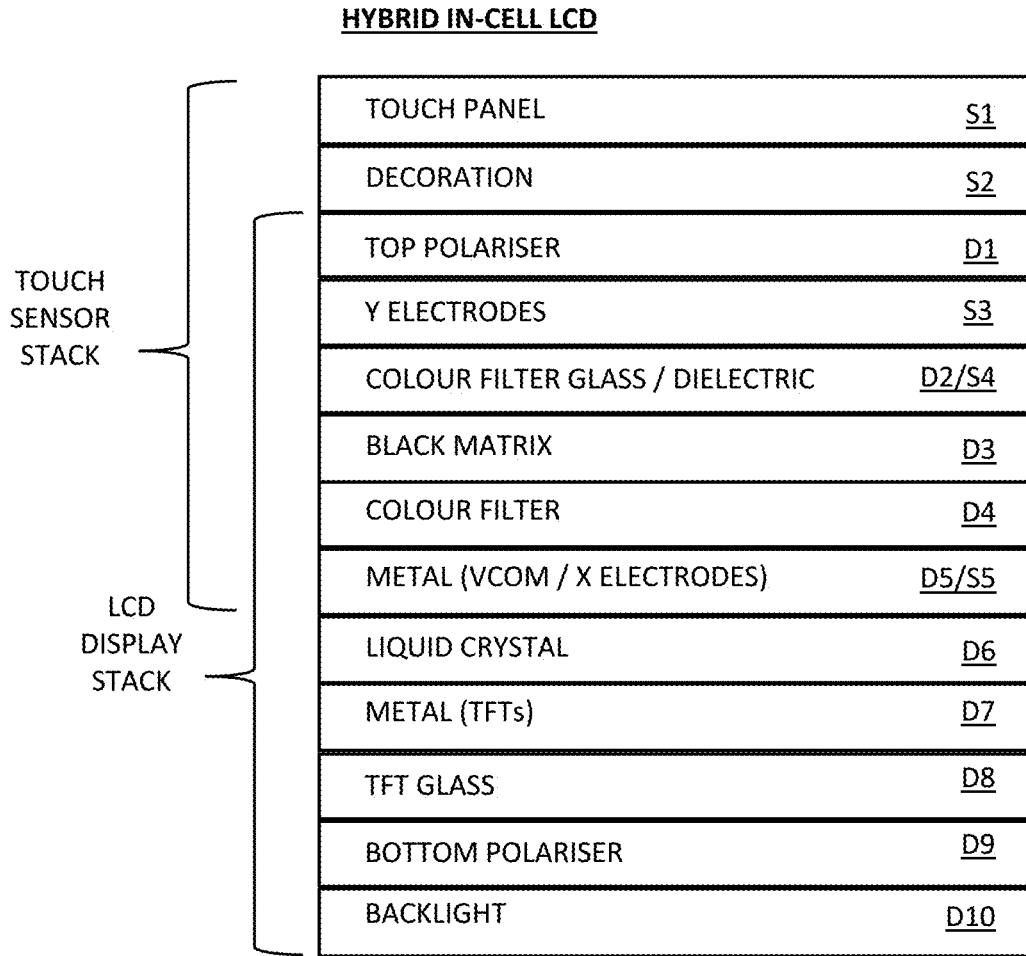 HYBRID IN-CELL LCD
TOUCH PANEL S1
DECORATION S2
TOP POLARISER D1
TOUCH
SENSOR
STACK
Y ELECTRODES S3
COLOUR FILTER GLASS / DIELECTRIC D2/S4
BLACK MATRIX D3
COLOUR FILTER D4
METAL (VCOM / X ELECTRODES) D5/S5
LCD
DISPLAY
STACK
LIQUID CRYSTAL D6
METAL (TFTs) D7
TFT GLASS D8
BOTTOM POLARISER D9
BACKLIGHT D10